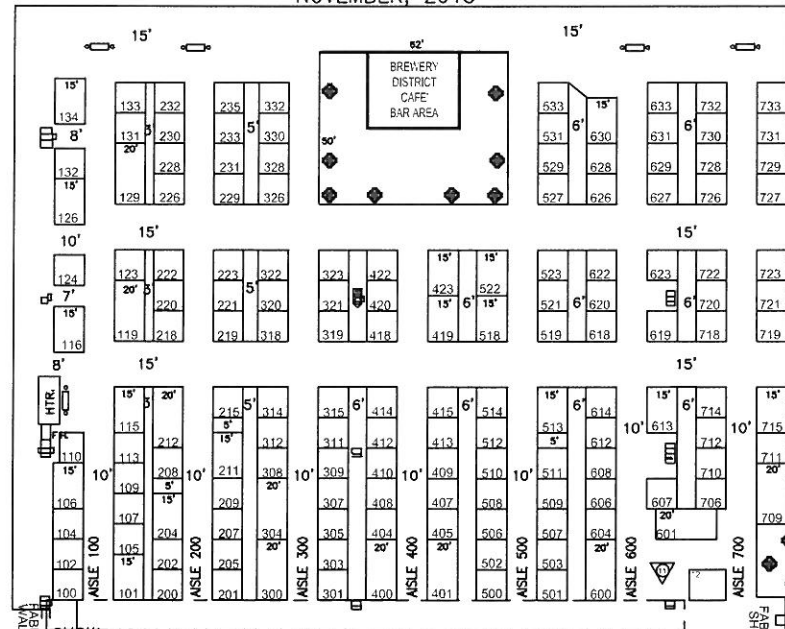 15' 15'
62'
BREWERY
DISTRICT
CAFE'
BAR AREA
15' 133 232 235 332 533 15' 633 732 733
134
8' 131 3 230 233 5' 330 50' 531 6' 630 631 6' 730 731
20'
132 228 231 328 629 529 628 629 728 729
15'
126 129 226 229 326 527 626 627 726 727
15' 15'
10'
124 123 222 223 322 323 422 15' 15' 523 622 623 722 723
423 522
7' 20' 3' 220 221 5' 320 321 420 15' 6' 15' 521 6' 620 6' 720 721
15'
116 119 218 219 318 319 418 419 518 519 618 619 718 719
8' 15' 15'
HTR. 15' 3 20' 215 5' 314 315 6' 414 415 6' 514 15' 6' 614 15' 6' 714 15'
115 5' 513 613 715
F.H. 15' 312 311 412 413 512 5' 10' 612 10' 712 10'
110 113 212 711
15' 10' 208 10' 211 308 10' 309 410 10' 409 510 10' 511 608 710 20'
109 5' 20'
106 15' 209 307 408 407 508 509 606 607 706
107 20'
104 204 207 304 305 404 405 506 507 604 601 709
105 20' 20' 20' 20'
102 15' 202 205 303 502 503
100 101 200 201 300 301 400 401 500 501 600
AISLE 100 AISLE 200 AISLE 300 AISLE 400 AISLE 500 AISLE 600 AISLE 700
11